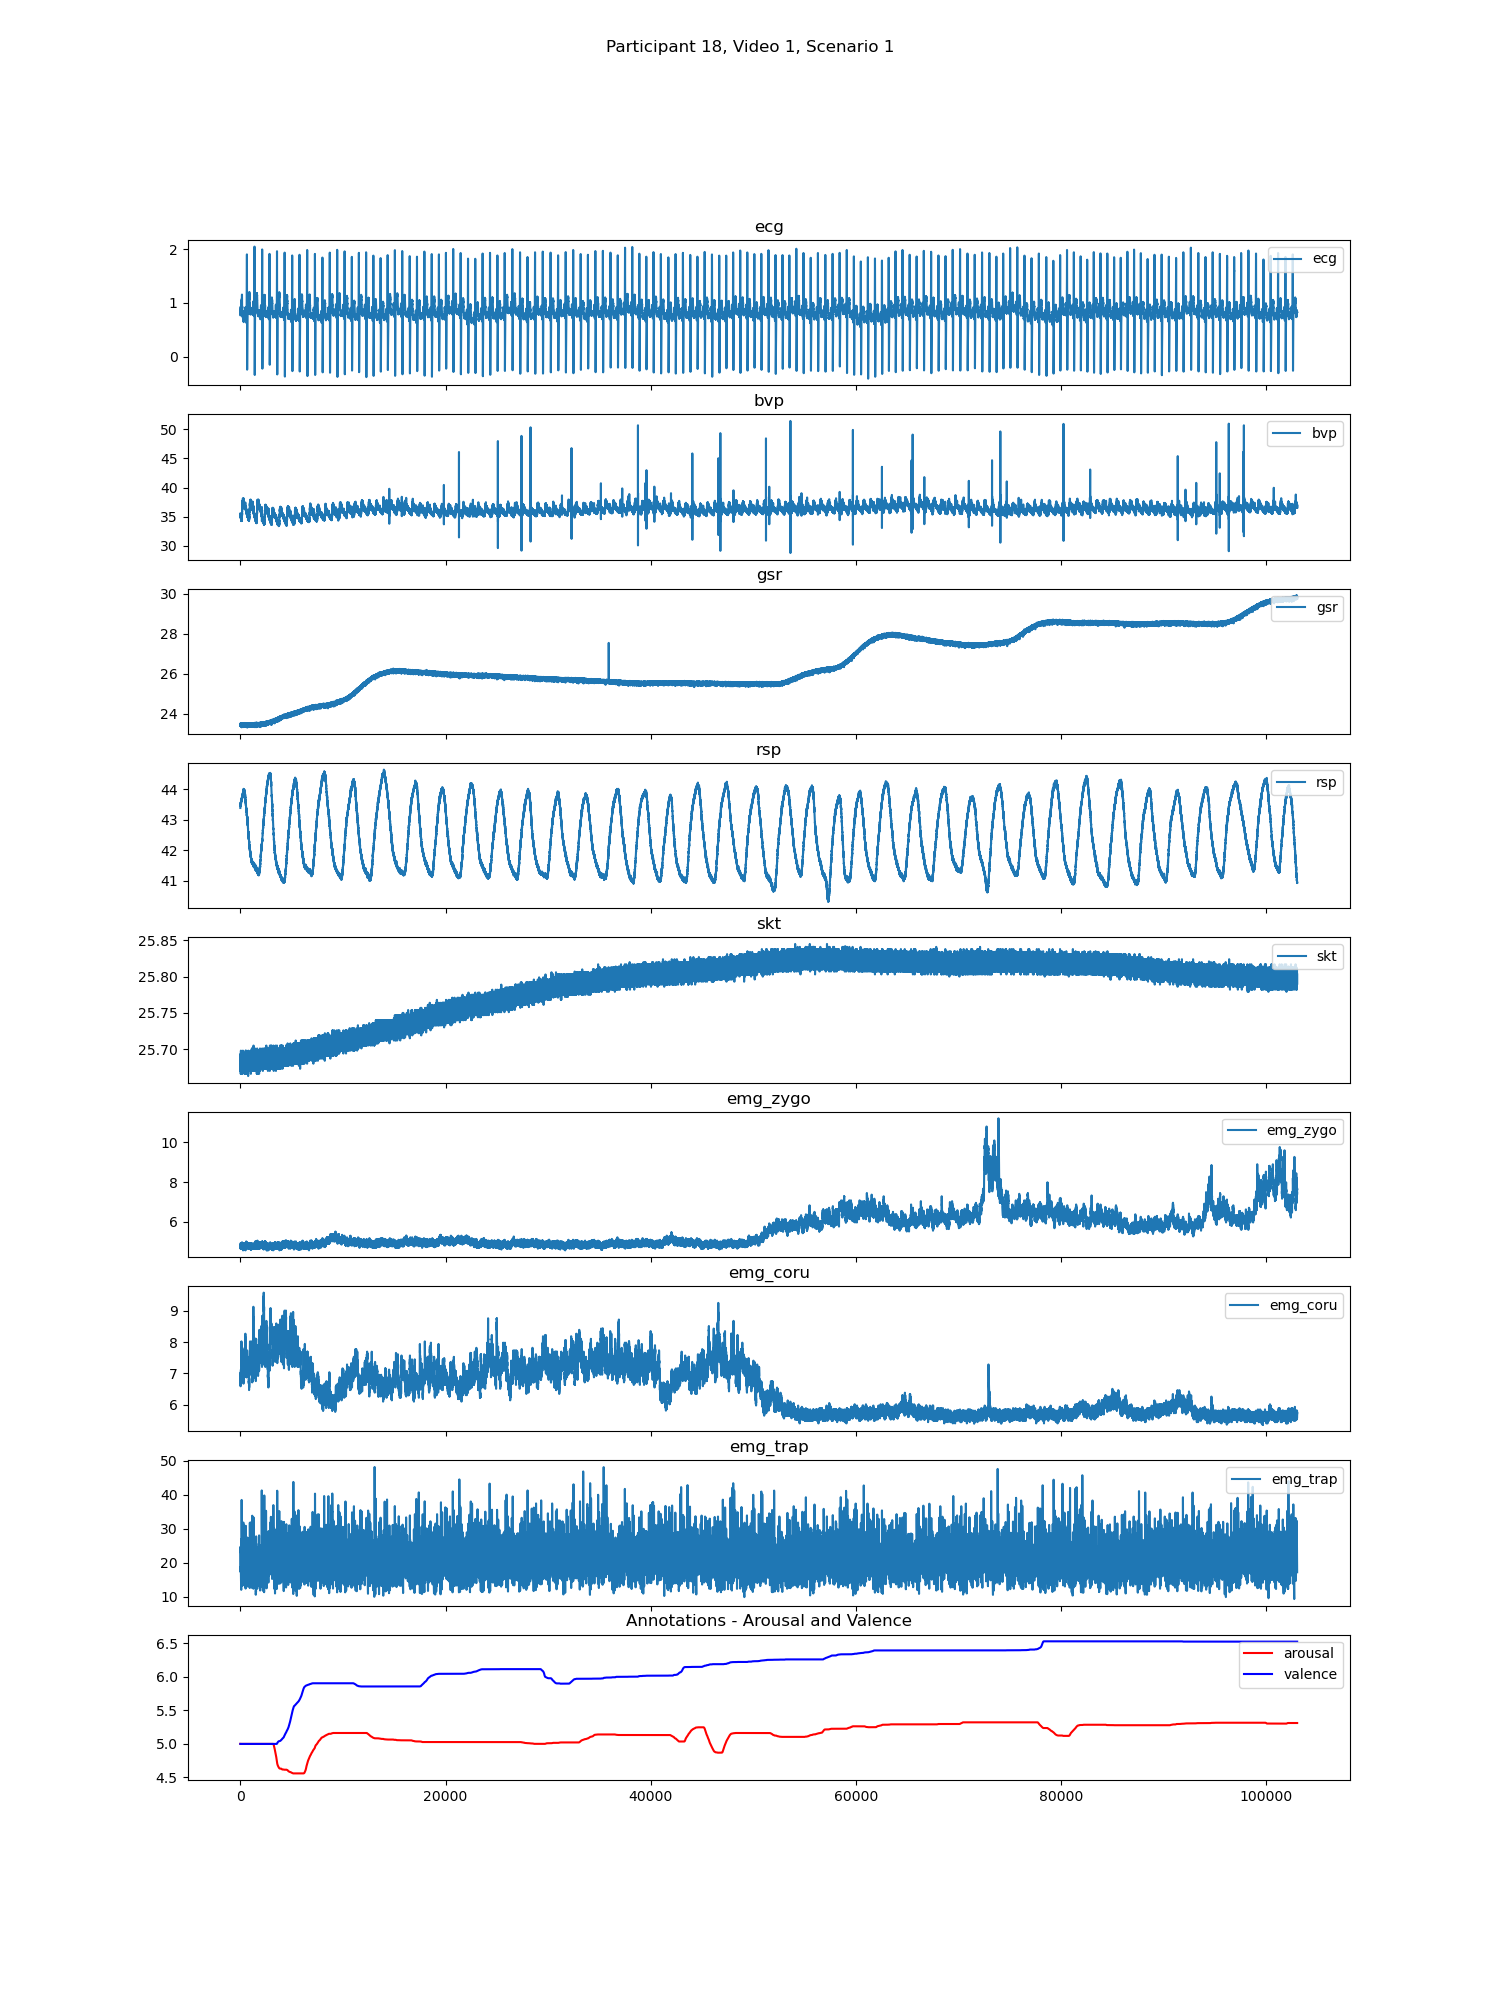 Participant 18, Video 1, Scenario 1
ecg
2
1
0
ecg
bvp
50
45
40
35
30
bvp
gsr
30
28
26
24
gsr
rsp
44
43
42
41
rsp
skt
25.85
25.80
25.75
25.70
skt
emg_zygo
10
8
6
emg_zygo
emg_coru
9
8
7
6
emg_coru
emg_trap
50
40
30
20
10
emg_trap
Annotations - Arousal and Valence
6.5
6.0
5.5
5.0
4.5
arousal
valence
0 20000 40000 60000 80000 100000